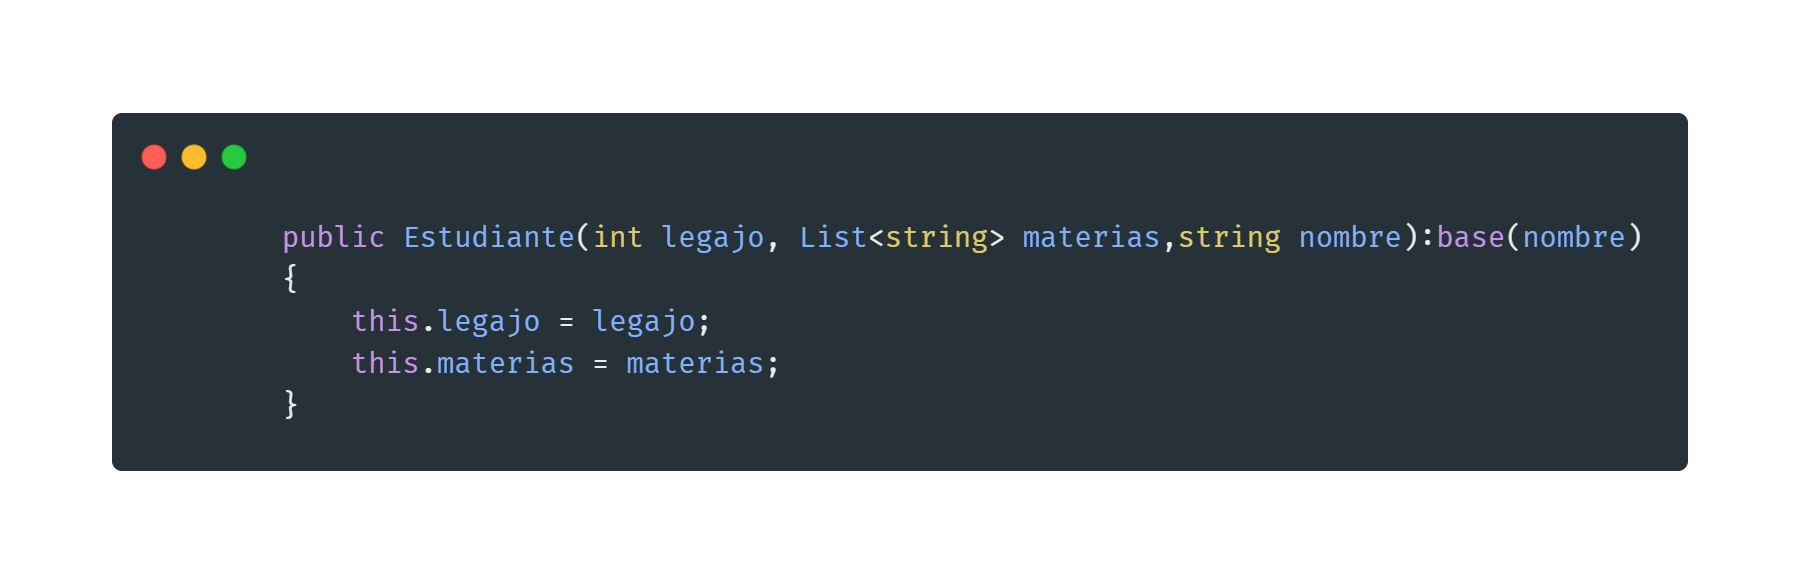 public Estudiante(int legajo, List<string> materias,string nombre):base(nombre)
{
    this.legajo = legajo;
    this.materias = materias;
}